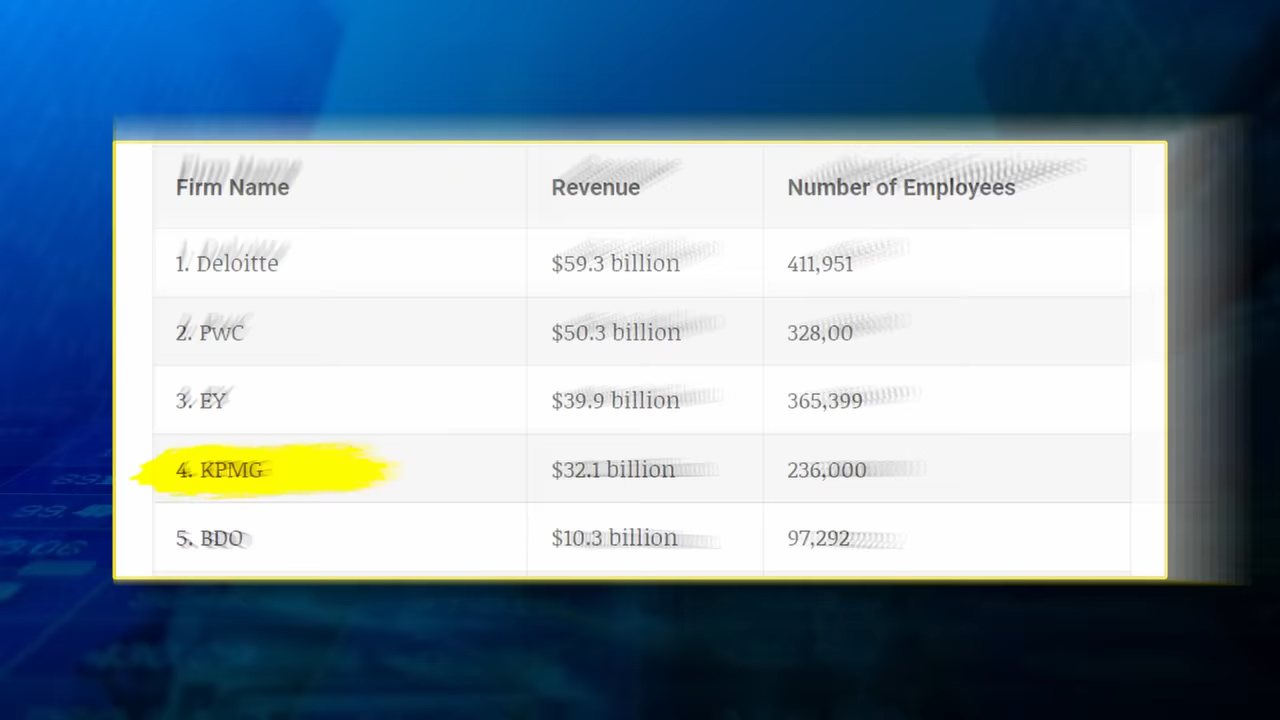 Firm Name Revenue Number of Employees
1. Deloitte $59.3 billion 411,951
2. PwC $50.3 billion 328,00
3. EY $39.9 billion 365,399
4. KPMG $32.1 billion 236,000
5. BDO $10.3 billion 97,292